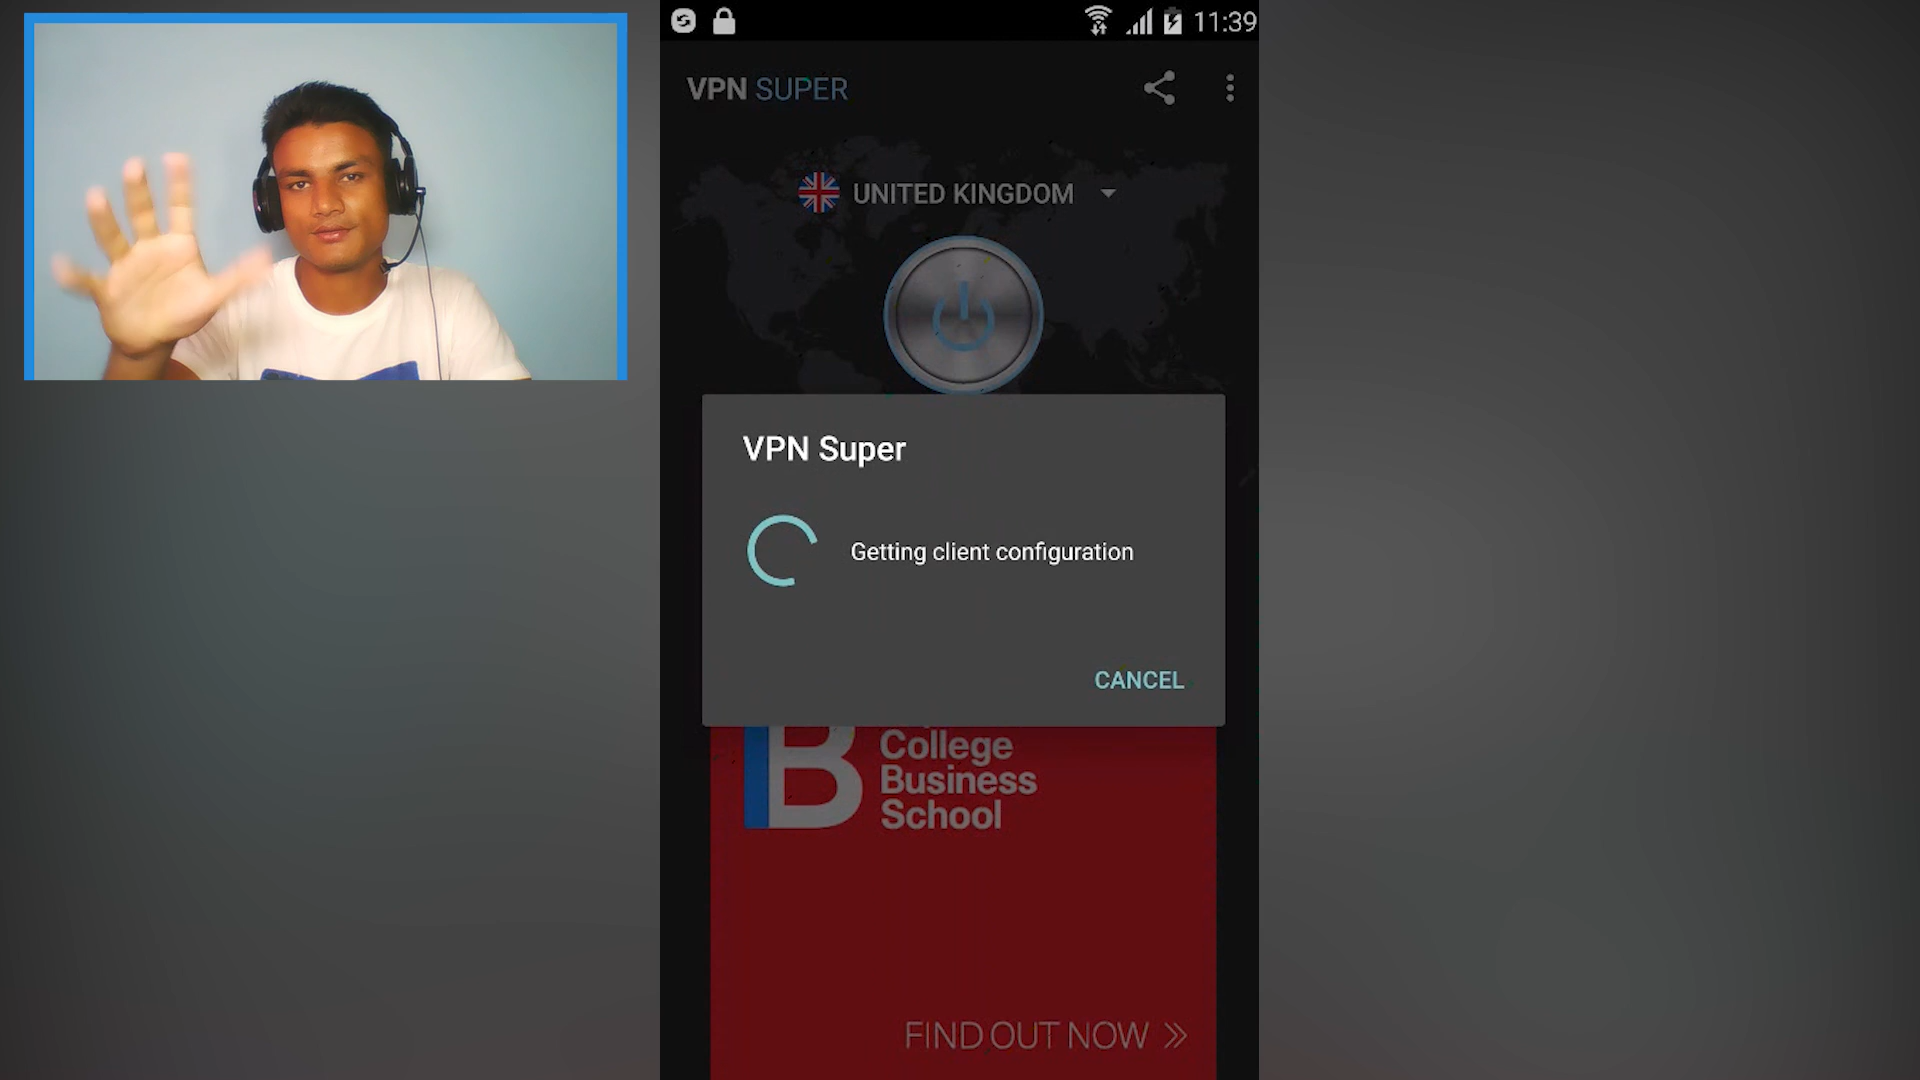 11:39
VPN SUPER
UNITED KINGDOM
VPN Super
Getting client configuration
CANCEL
B
College
Business
School
FIND OUT NOW >>